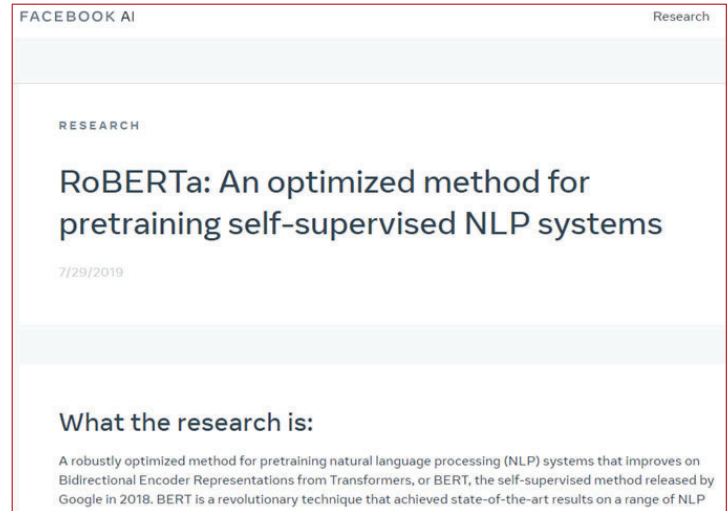 FACEBOOK AI Research
RESEARCH
RoBERTa: An optimized method for
pretraining self-supervised NLP systems
7/29/2019
What the research is:
A robustly optimized method for pretraining natural language processing (NLP) systems that improves on
Bidirectional Encoder Representations from Transformers, or BERT, the self-supervised method released by
Google in 2018. BERT is a revolutionary technique that achieved state-of-the-art results on a range of NLP